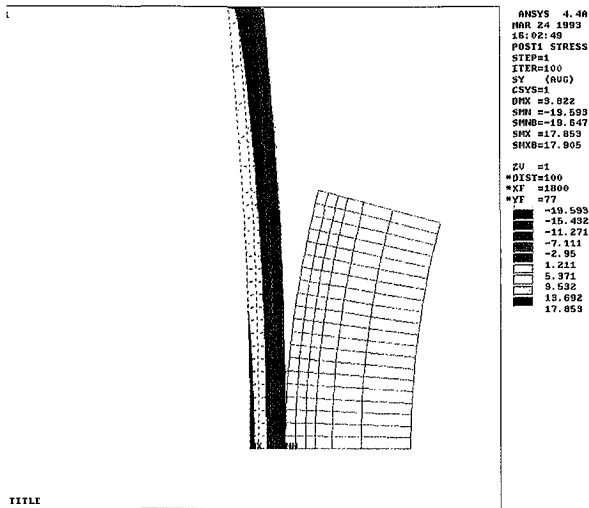 1
ANSYS 4.4A
MAR 24 1993
16:02:49
POST1 STRESS
STEP=1
ITER=100
SY (AVG)
CSYS=1
DMX =3.822
SMN =-19.593
SMNB=-19.647
SMX =17.853
SMXB=17.905
ZV =1
*DIST=100
*XF =1800
*YF =77
-19.593
-15.432
-11.271
-7.111
-2.95
1.211
5.371
9.532
13.692
17.853
TITLE